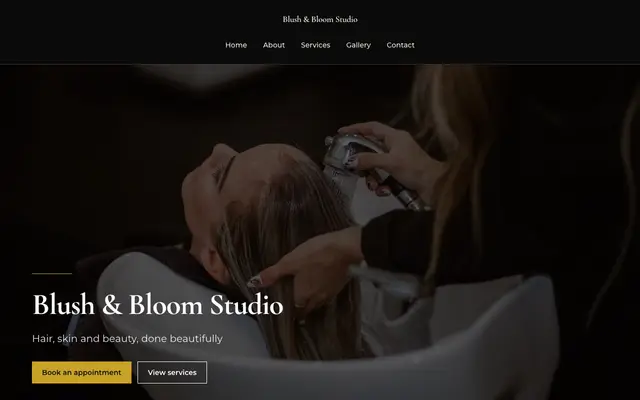 Blush & Bloom Studio
Home About Services Gallery Contact
Blush & Bloom Studio
Hair, skin and beauty, done beautifully
Book an appointment View services